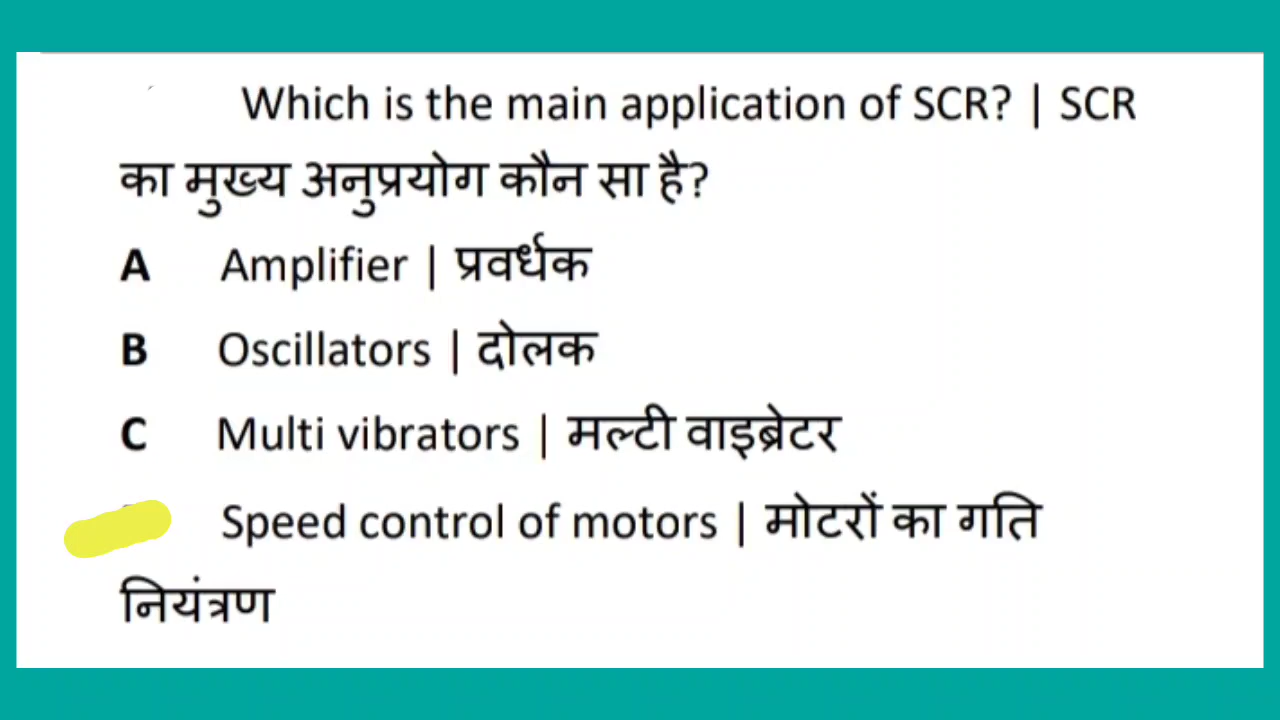 Which is the main application of SCR? | SCR
का मुख्य अनुप्रयोग कौन सा है?
A Amplifier | प्रवर्धक
B Oscillators | दोलक
C Multi vibrators | मल्टी वाइब्रेटर
Speed control of motors | मोटरों का गति
नियंत्रण